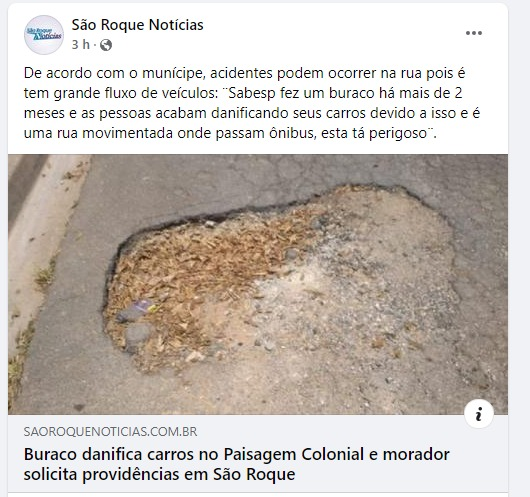 São Roque Notícias
São Roque Notícias
3 h ·
De acordo com o munícipe, acidentes podem ocorrer na rua pois é
tem grande fluxo de veículos: ¨Sabesp fez um buraco há mais de 2
meses e as pessoas acabam danificando seus carros devido a isso e é
uma rua movimentada onde passam ônibus, esta tá perigoso¨.
SAOROQUENOTICIAS.COM.BR
Buraco danifica carros no Paisagem Colonial e morador
solicita providências em São Roque